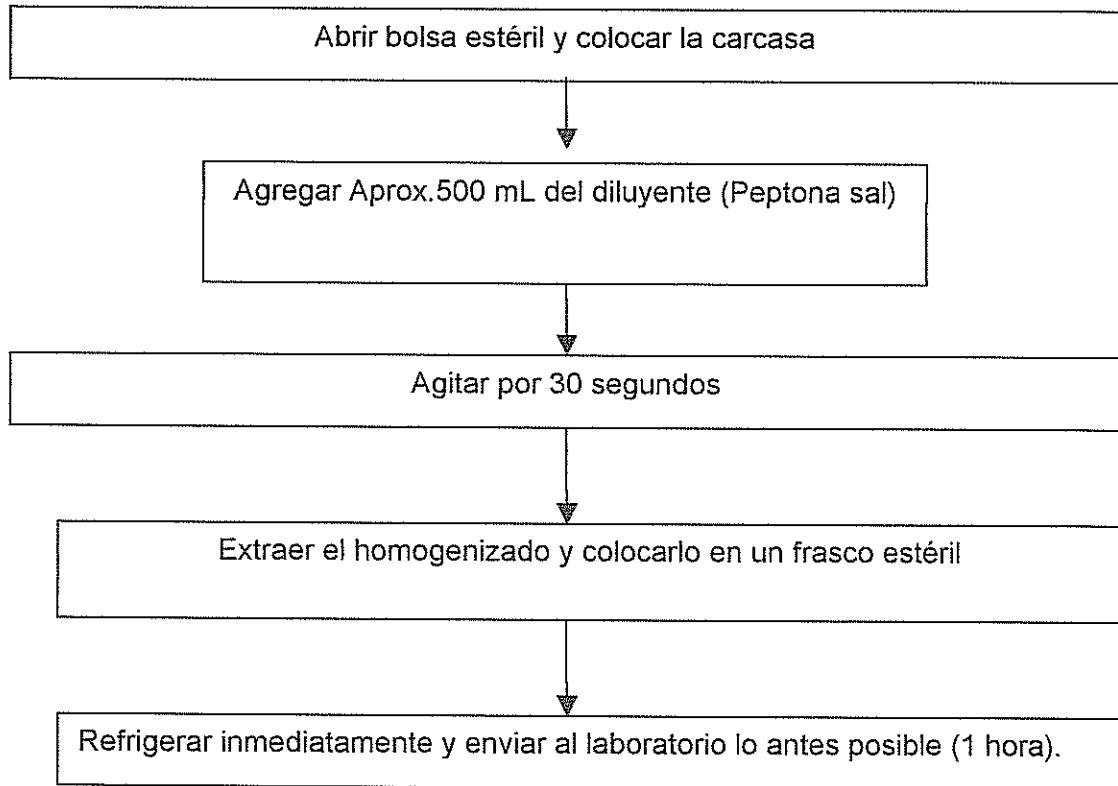 Abrir bolsa estéril y colocar la carcasa
Agregar Aprox.500 mL del diluyente (Peptona sal)
Agitar por 30 segundos
Extraer el homogenizado y colocarlo en un frasco estéril
Refrigerar inmediatamente y enviar al laboratorio lo antes posible (1 hora).